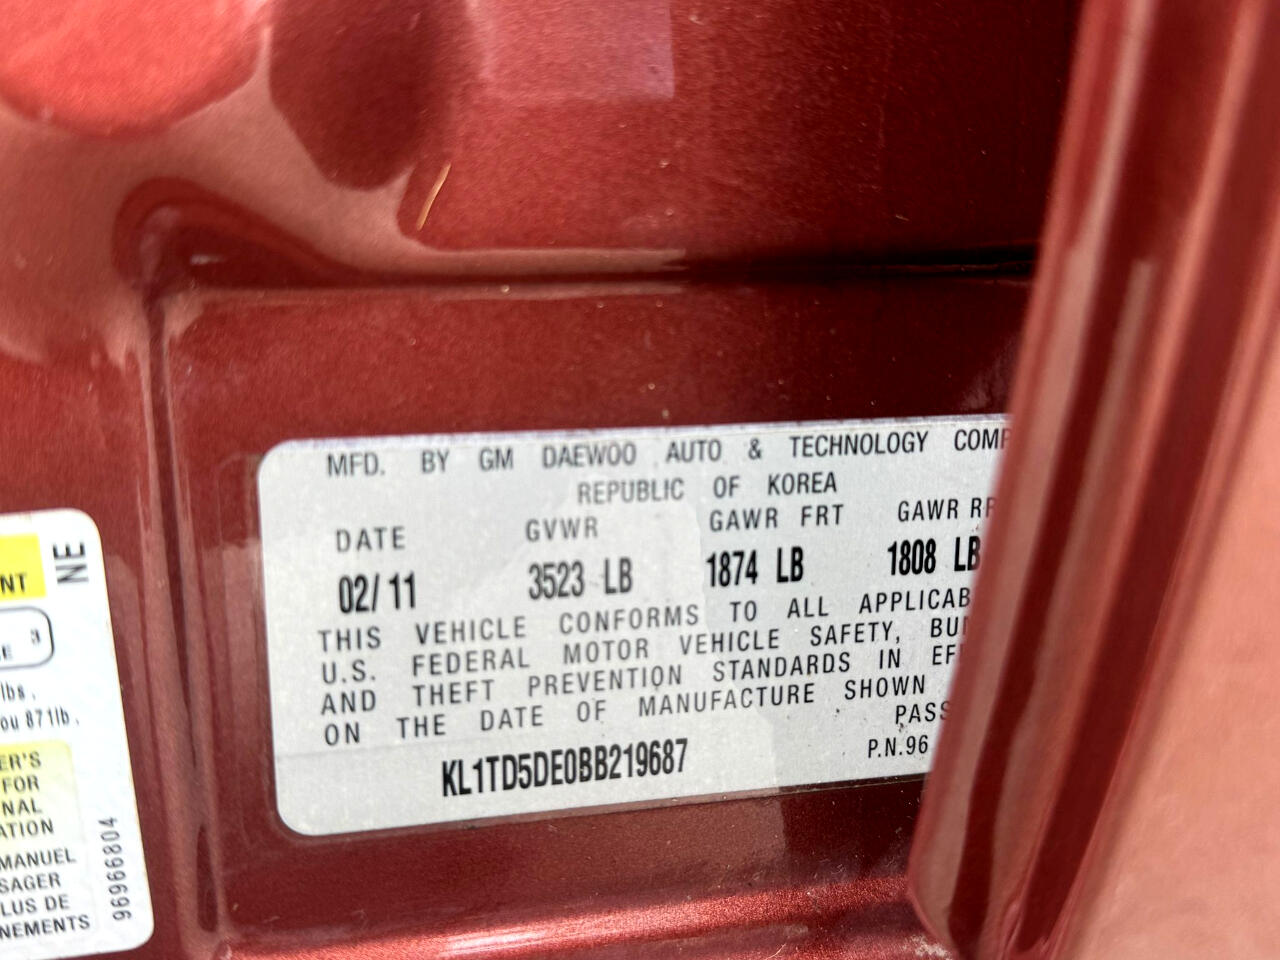 MFD. BY GM DAEWOO AUTO & TECHNOLOGY COMP
REPUBLIC OF KOREA
DATE GVWR GAWR FRT GAWR RR
02/11 3523 LB 1874 LB 1808 LB
THIS VEHICLE CONFORMS TO ALL APPLICAB
U.S. FEDERAL MOTOR VEHICLE SAFETY, BUM
AND THEFT PREVENTION STANDARDS IN EF
ON THE DATE OF MANUFACTURE SHOWN
PASS
KL1TD5DE0BB219687 P.N.96
NE
NT
lbs.
ou 871lb.
ER'S
FOR
NAL
ATION
MANUEL
SAGER
LUS DE
NEMENTS
96966804